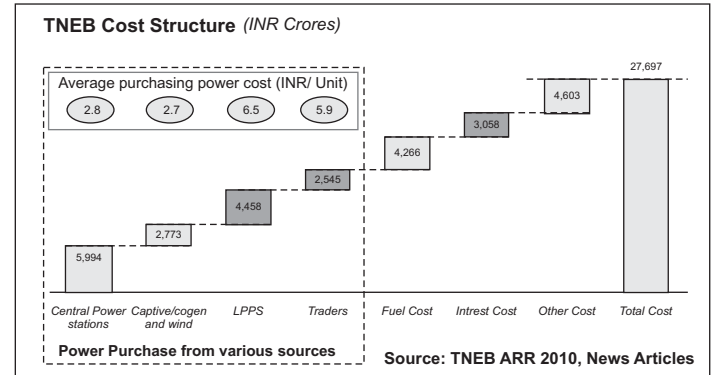 TNEB Cost Structure (INR Crores)
27,697
Average purchasing power cost (INR/ Unit)
2.8 2.7 6.5 5.9
4,603
3,058
4,266
2,545
4,458
2,773
5,994
Central Power stations
Captive/cogen and wind
LPPS
Traders
Fuel Cost
Intrest Cost
Other Cost
Total Cost
Power Purchase from various sources
Source: TNEB ARR 2010, News Articles